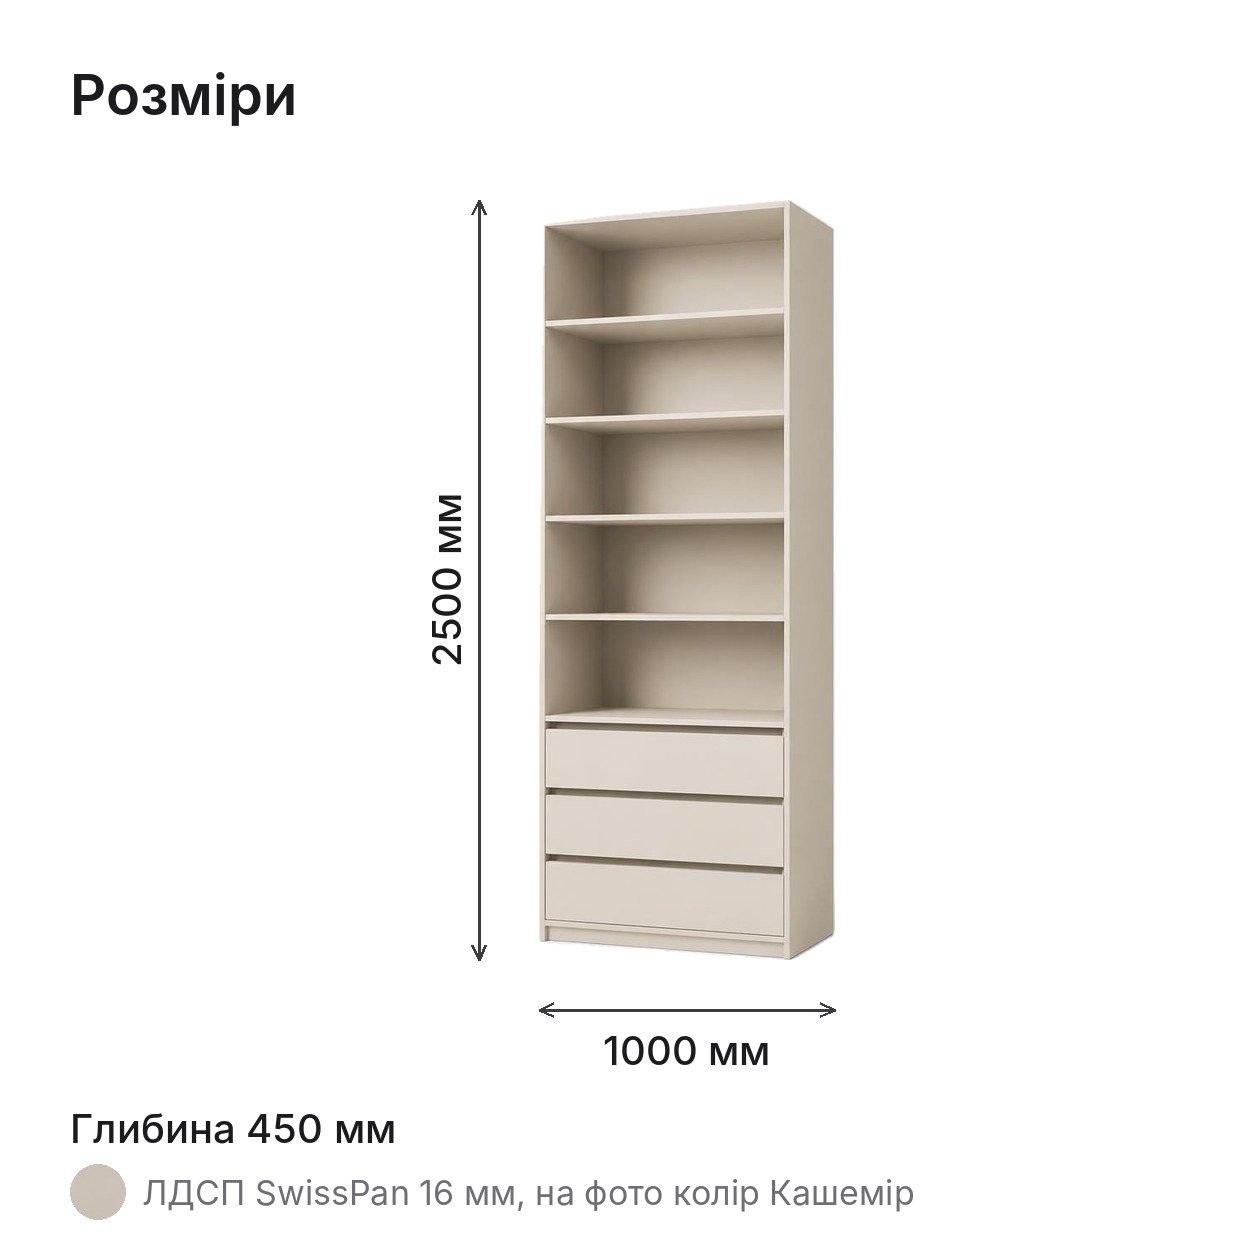 Розміри
2500 мм
1000 мм
Глибина 450 мм
ЛДСП SwissPan 16 мм, на фото колір Кашемір